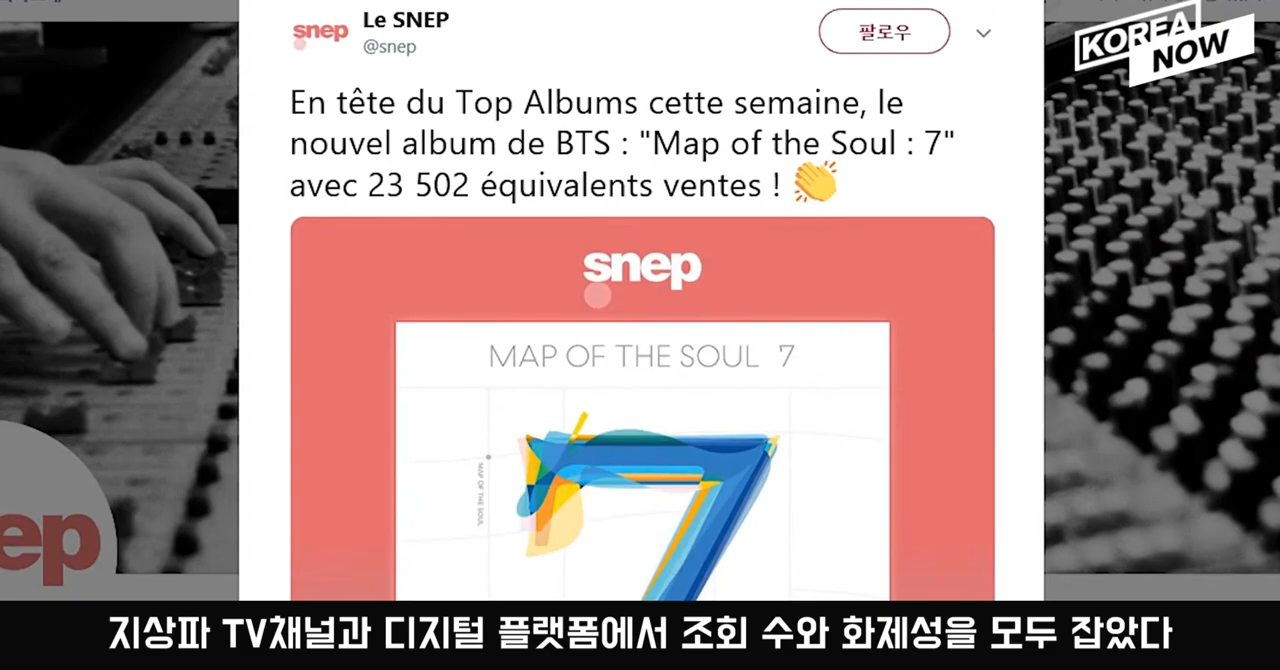 snep
Le SNEP
@snep
팔로우
KOREA
NOW
En tête du Top Albums cette semaine, le
nouvel album de BTS : "Map of the Soul : 7"
avec 23 502 équivalents ventes ! 👏
snep
MAP OF THE SOUL 7
MAP OF THE SOUL
ep
지상파 TV채널과 디지털 플랫폼에서 조회 수와 화제성을 모두 잡았다